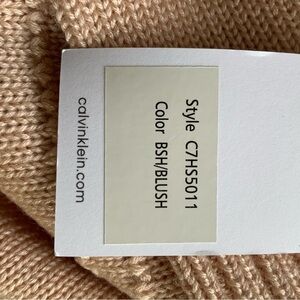 Style C7HS5011
Color BSH/BLUSH
calvinklein.com